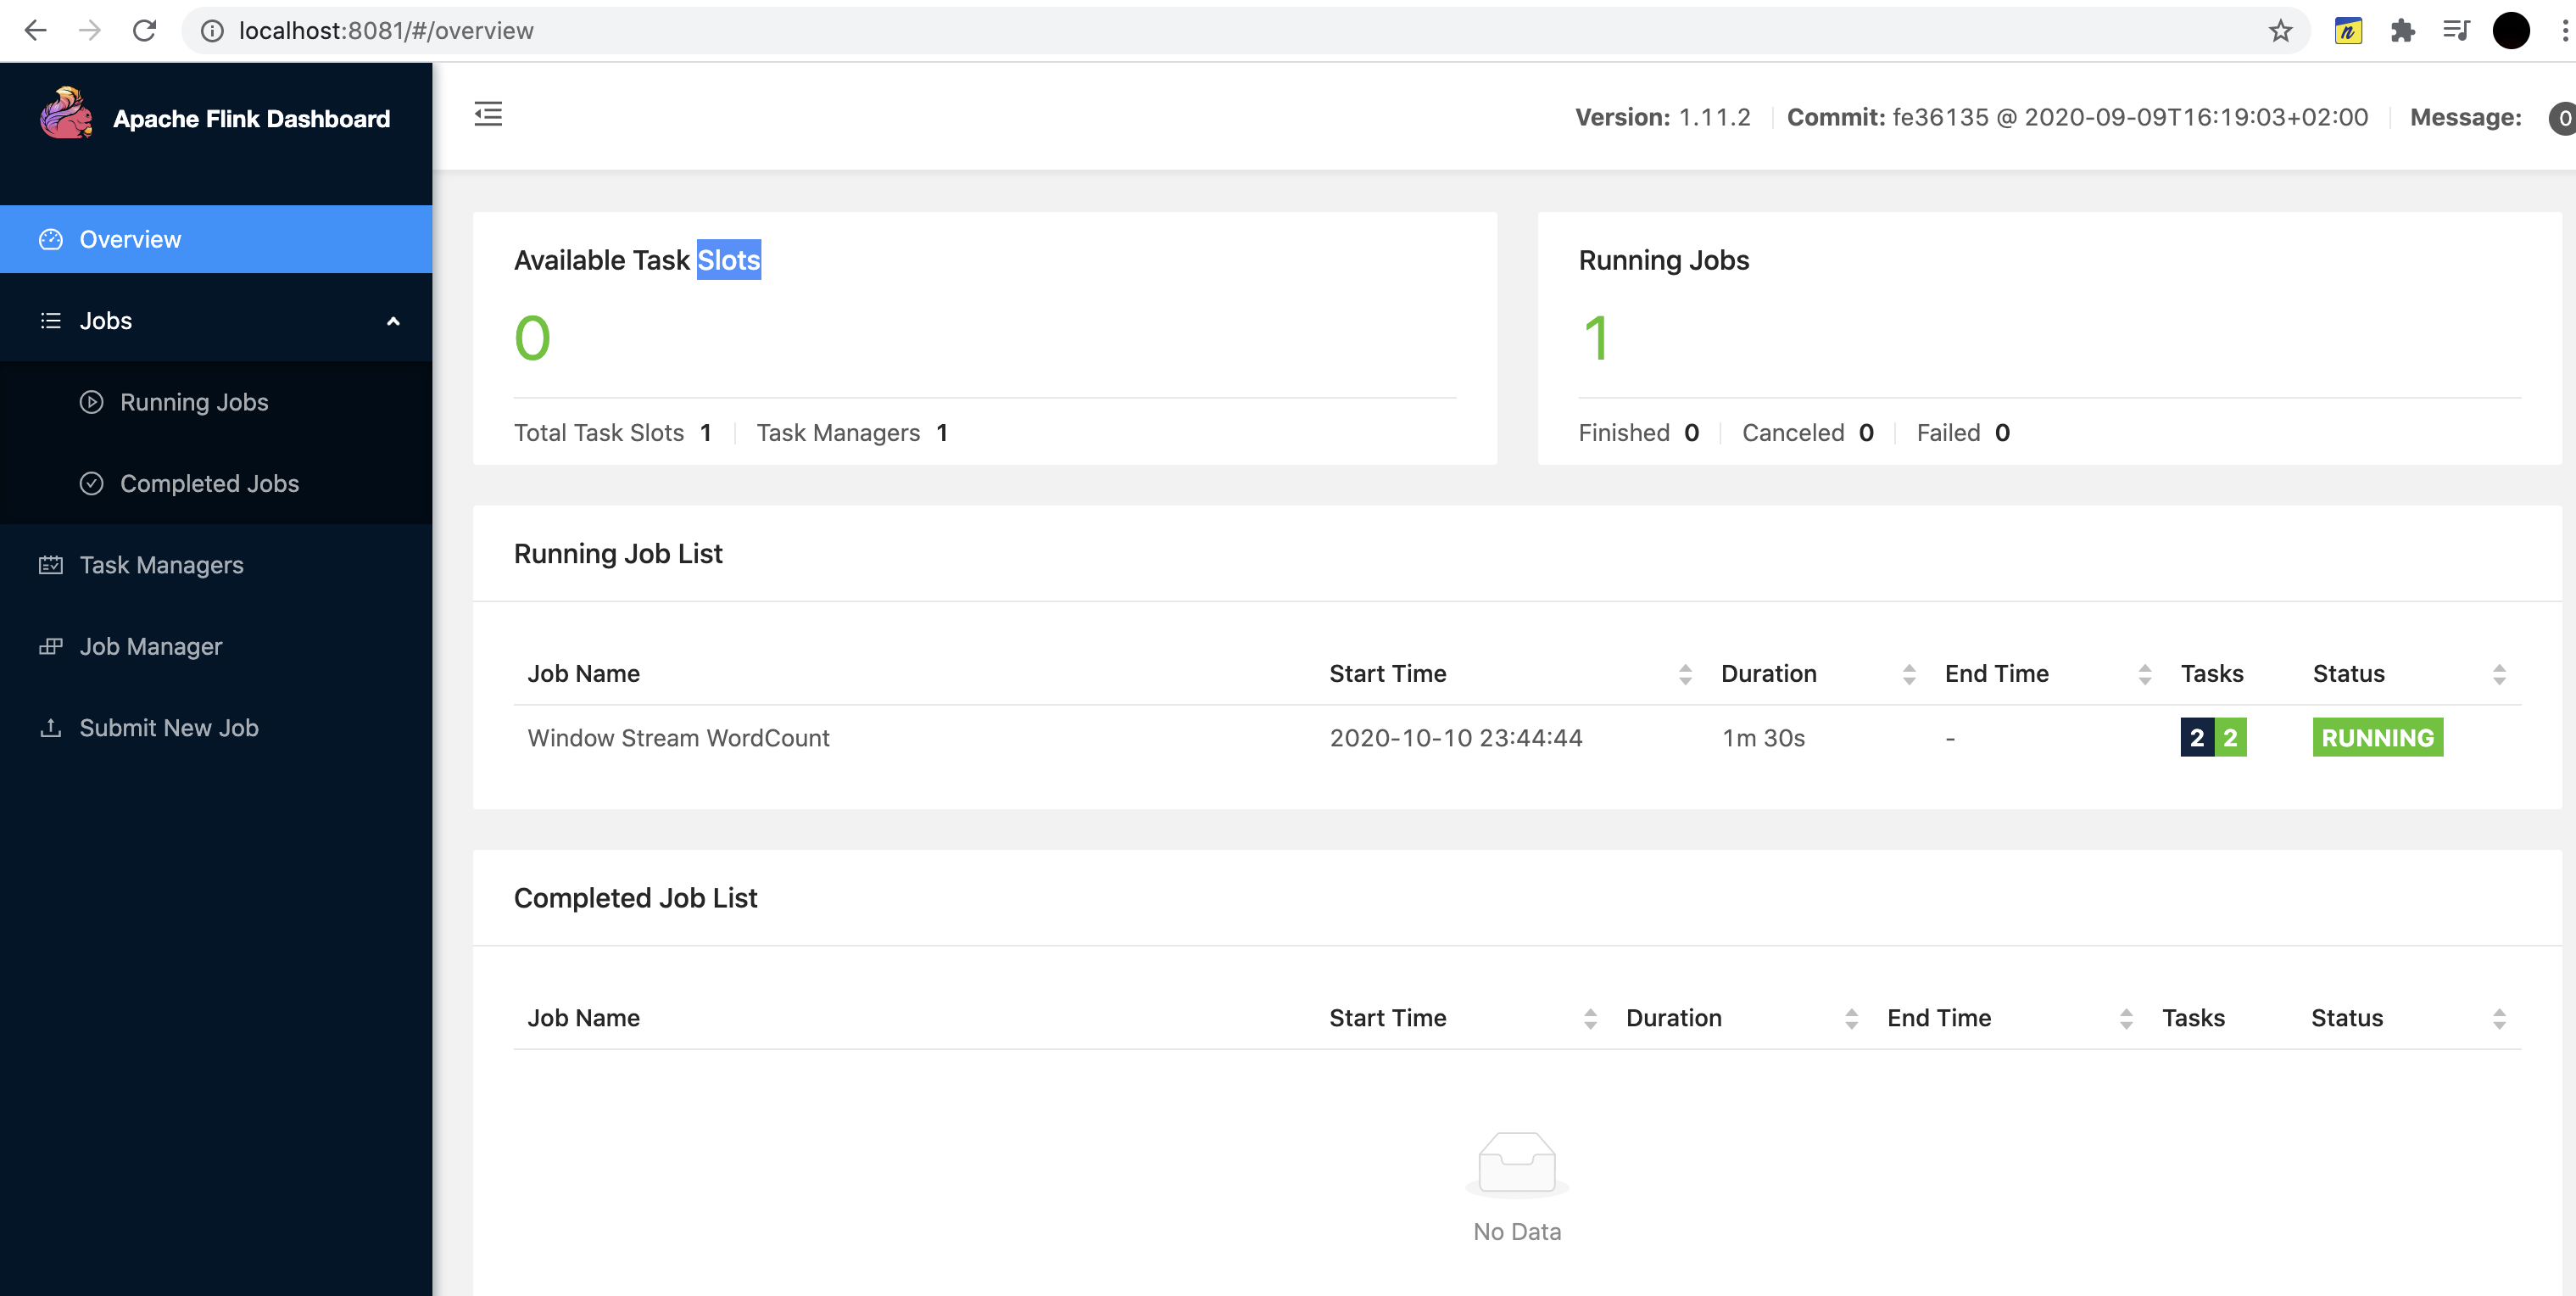 localhost:8081/#/overview
Apache Flink Dashboard
Version: 1.11.2 Commit: fe36135 @ 2020-09-09T16:19:03+02:00 Message: 0
Overview
Jobs
Running Jobs
Completed Jobs
Task Managers
Job Manager
Submit New Job
Available Task Slots
0
Total Task Slots 1 Task Managers 1
Running Jobs
1
Finished 0 Canceled 0 Failed 0
Running Job List
Job Name Start Time Duration End Time Tasks Status
Window Stream WordCount 2020-10-10 23:44:44 1m 30s - 2 2 RUNNING
Completed Job List
Job Name Start Time Duration End Time Tasks Status
No Data